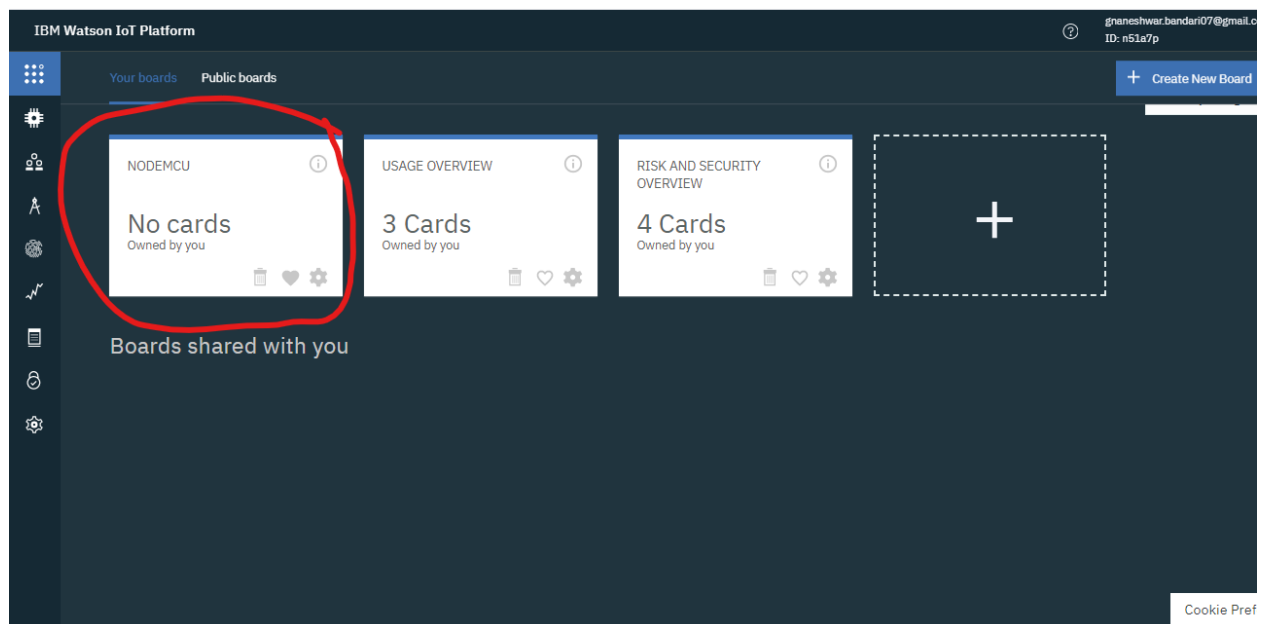 IBM Watson IoT Platform
gnaneshwar.bandari07@gmail.c
ID: n51a7p
Your boards
Public boards
Create New Board
NODEMCU
No cards
Owned by you
USAGE OVERVIEW
3 Cards
Owned by you
RISK AND SECURITY
OVERVIEW
4 Cards
Owned by you
Boards shared with you
Cookie Pref